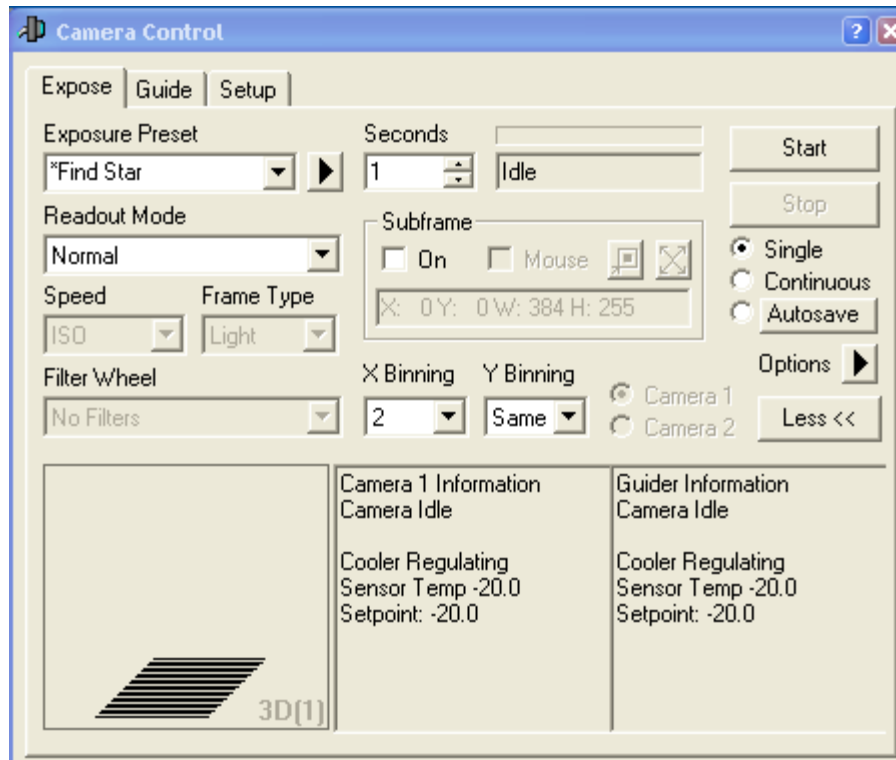 Camera Control
Expose Guide Setup
Exposure Preset
*Find Star
Seconds
1
Idle
Start
Stop
Readout Mode
Normal
Subframe
On Mouse
X: 0 Y: 0 W: 384 H: 255
Single
Continuous
Autosave
Speed Frame Type
ISO Light
Options
Filter Wheel
No Filters
X Binning Y Binning
2 Same
Camera 1
Camera 2
Less <<
3D(1)
Camera 1 Information
Camera Idle
Cooler Regulating
Sensor Temp -20.0
Setpoint: -20.0
Guider Information
Camera Idle
Cooler Regulating
Sensor Temp -20.0
Setpoint: -20.0